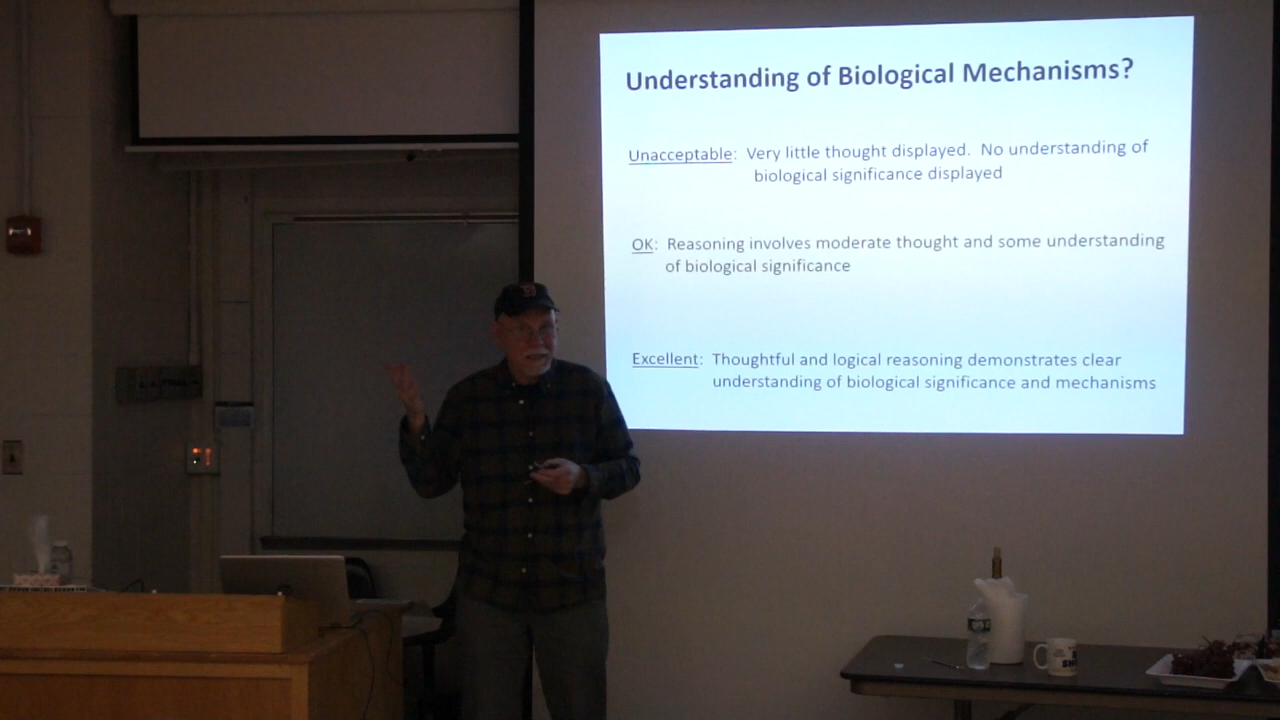 Understanding of Biological Mechanisms?
Unacceptable: Very little thought displayed. No understanding of
biological significance displayed
OK: Reasoning involves moderate thought and some understanding
of biological significance
Excellent: Thoughtful and logical reasoning demonstrates clear
understanding of biological significance and mechanisms
B